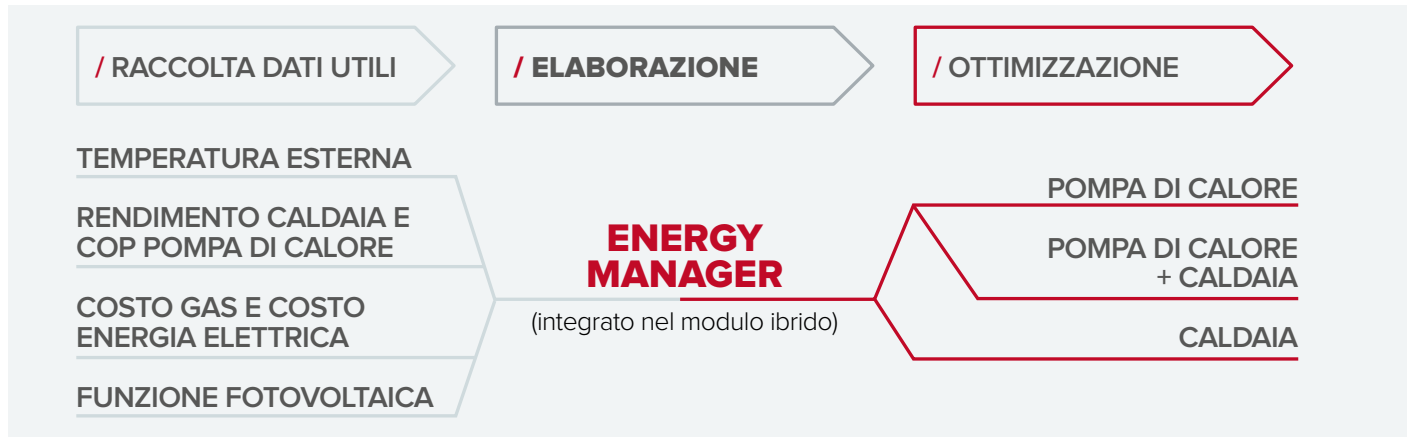 / RACCOLTA DATI UTILI
/ ELABORAZIONE
/ OTTIMIZZAZIONE
TEMPERATURA ESTERNA
RENDIMENTO CALDAIA E
COP POMPA DI CALORE
COSTO GAS E COSTO
ENERGIA ELETTRICA
FUNZIONE FOTOVOLTAICA
ENERGY
MANAGER
(integrato nel modulo ibrido)
POMPA DI CALORE
POMPA DI CALORE
+ CALDAIA
CALDAIA